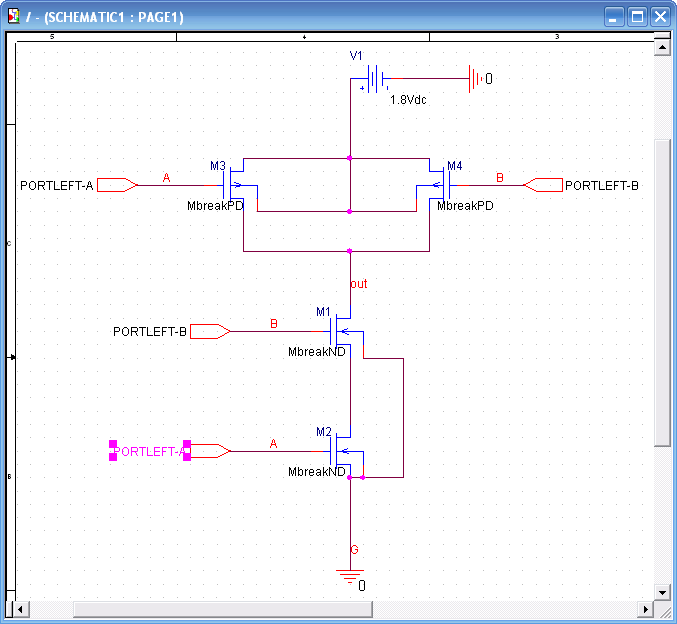 / - (SCHEMATIC1 : PAGE1)
5 4 3
V1
0
1.8Vdc
M3 M4
PORTLEFT-A A B PORTLEFT-B
MbreakPD MbreakPD
C
out
M1
PORTLEFT-B B
MbreakND
M2
PORTLEFT-A A
MbreakND
B
G
0